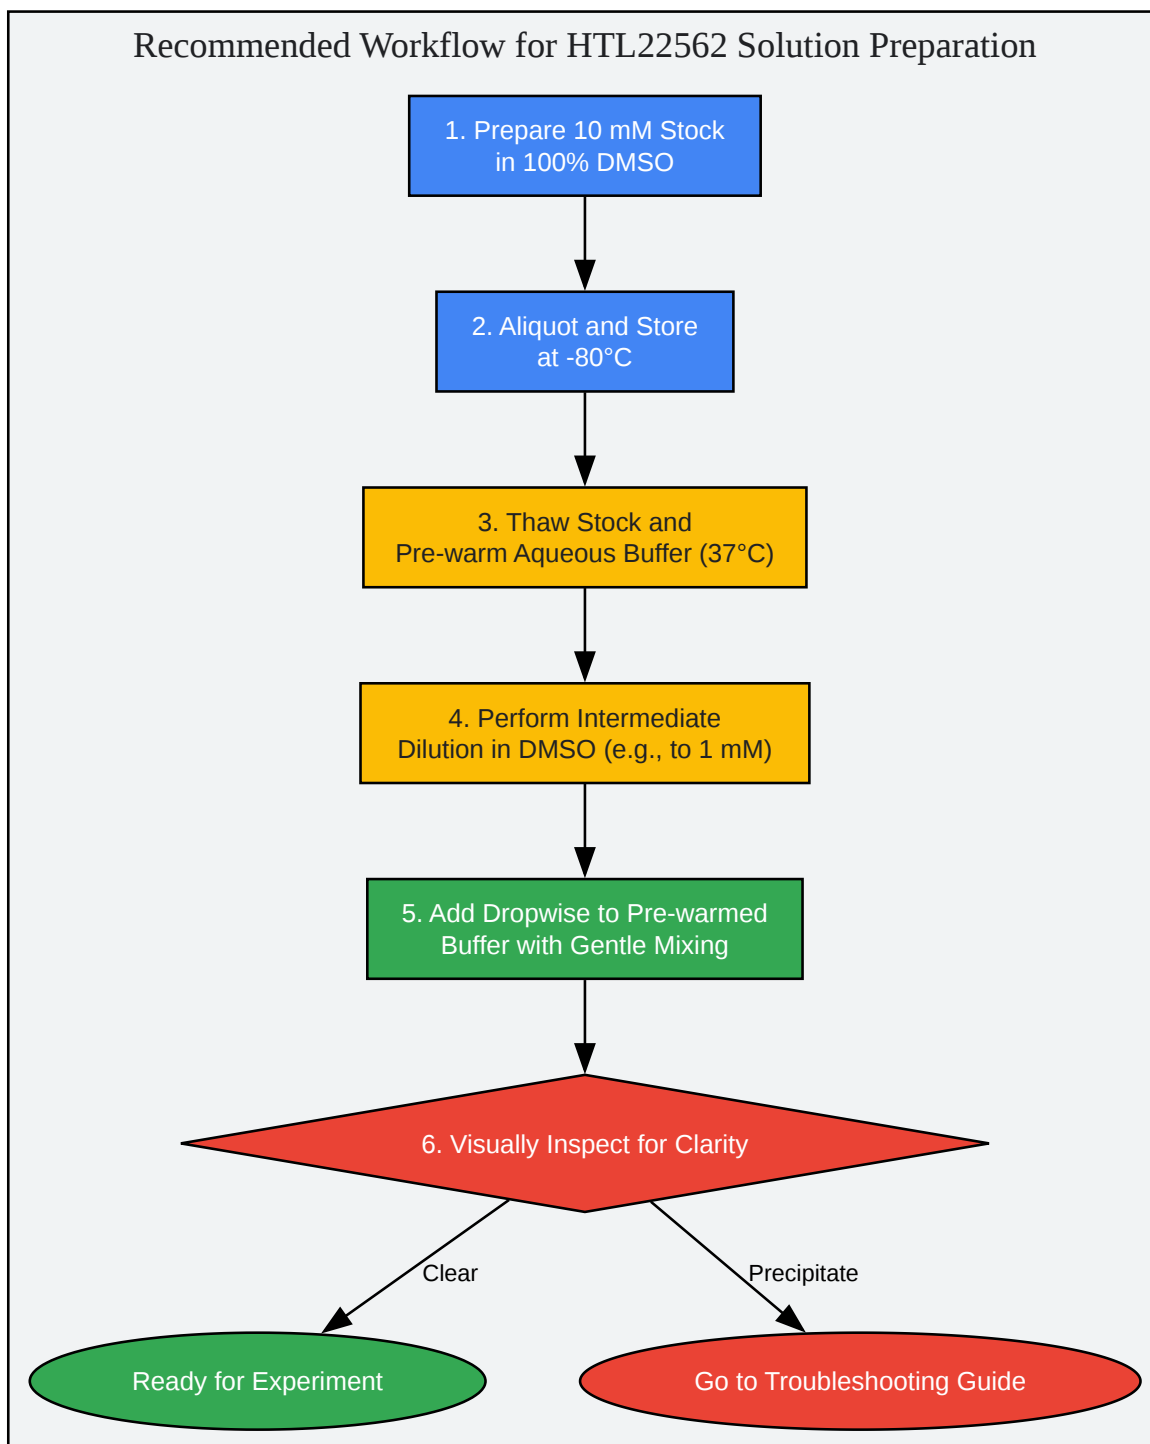 Recommended Workflow for HTL22562 Solution Preparation
1. Prepare 10 mM Stock
in 100% DMSO
2. Aliquot and Store
at -80°C
3. Thaw Stock and
Pre-warm Aqueous Buffer (37°C)
4. Perform Intermediate
Dilution in DMSO (e.g., to 1 mM)
5. Add Dropwise to Pre-warmed
Buffer with Gentle Mixing
6. Visually Inspect for Clarity
Clear
Precipitate
Ready for Experiment
Go to Troubleshooting Guide